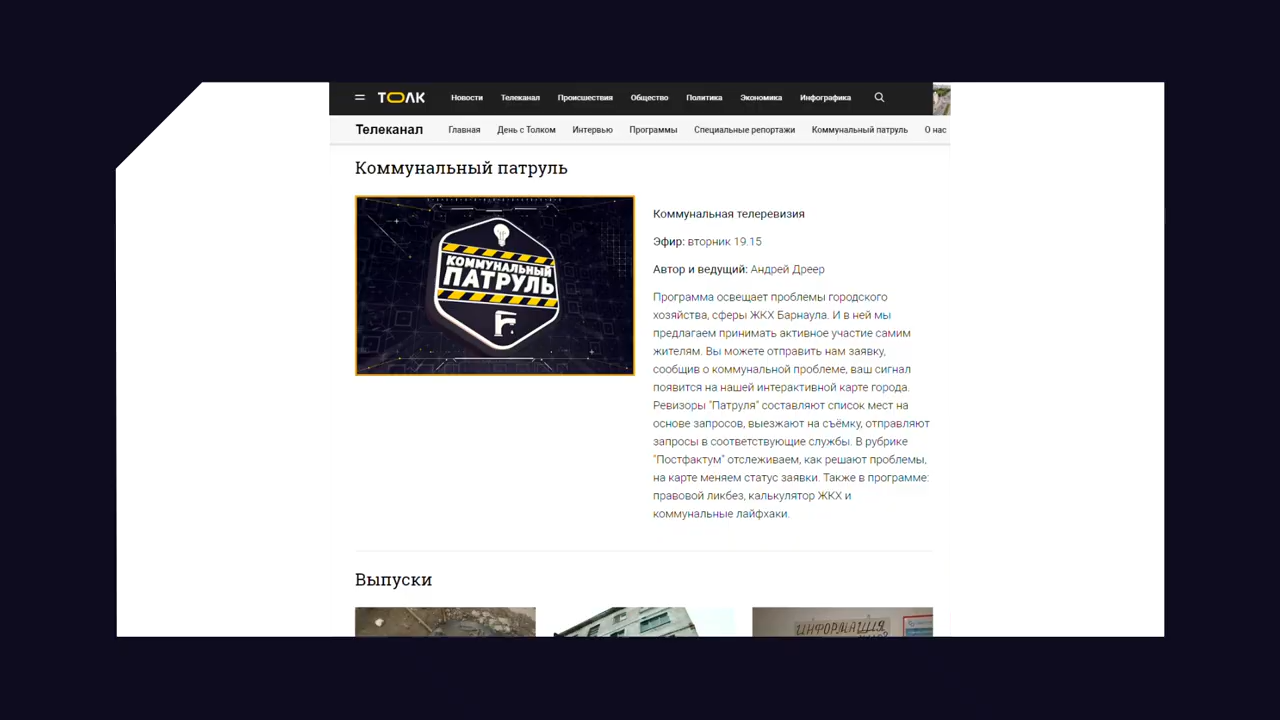 ТОЛК Новости Телеканал Происшествия Общество Политика Экономика Инфографика
Телеканал Главная День с Толком Интервью Программы Специальные репортажи Коммунальный патруль О нас
Коммунальный патруль
КОММУНАЛЬНЫЙ
ПАТРУЛЬ
Коммунальная телеревизия
Эфир: вторник 19.15
Автор и ведущий: Андрей Дреер
Программа освещает проблемы городского
хозяйства, сферы ЖКХ Барнаула. И в ней мы
предлагаем принимать активное участие самим
жителям. Вы можете отправить нам заявку,
сообщив о коммунальной проблеме, ваш сигнал
появится на нашей интерактивной карте города.
Ревизоры "Патруля" составляют список мест на
основе запросов, выезжают на съёмку, отправляют
запросы в соответствующие службы. В рубрике
"Постфактум" отслеживаем, как решают проблемы,
на карте меняем статус заявки. Также в программе:
правовой ликбез, калькулятор ЖКХ и
коммунальные лайфхаки.
Выпуски
ИНФОРМАЦИЯ